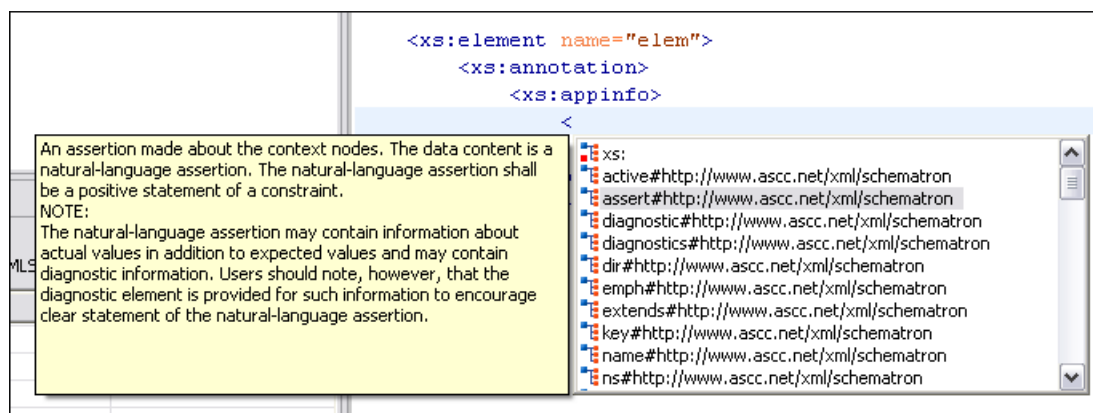 <xs:element name="elem">
<xs:annotation>
<xs:appinfo>
<
An assertion made about the context nodes. The data content is a
natural-language assertion. The natural-language assertion shall
be a positive statement of a constraint.
NOTE:
The natural-language assertion may contain information about
actual values in addition to expected values and may contain
diagnostic information. Users should note, however, that the
diagnostic element is provided for such information to encourage
clear statement of the natural-language assertion.
xs:
active#http://www.ascc.net/xml/schematron
assert#http://www.ascc.net/xml/schematron
diagnostic#http://www.ascc.net/xml/schematron
diagnostics#http://www.ascc.net/xml/schematron
dir#http://www.ascc.net/xml/schematron
emph#http://www.ascc.net/xml/schematron
extends#http://www.ascc.net/xml/schematron
key#http://www.ascc.net/xml/schematron
name#http://www.ascc.net/xml/schematron
ns#http://www.ascc.net/xml/schematron